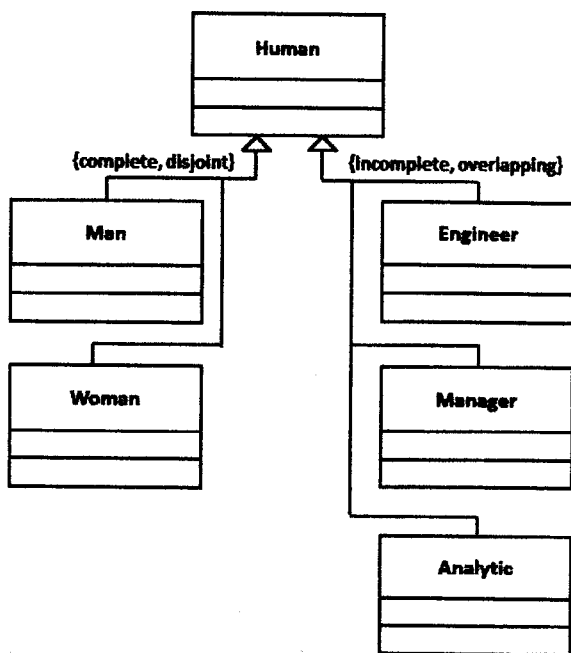 Human
{complete, disjoint}
{incomplete, overlapping}
Man
Engineer
Woman
Manager
Analytic